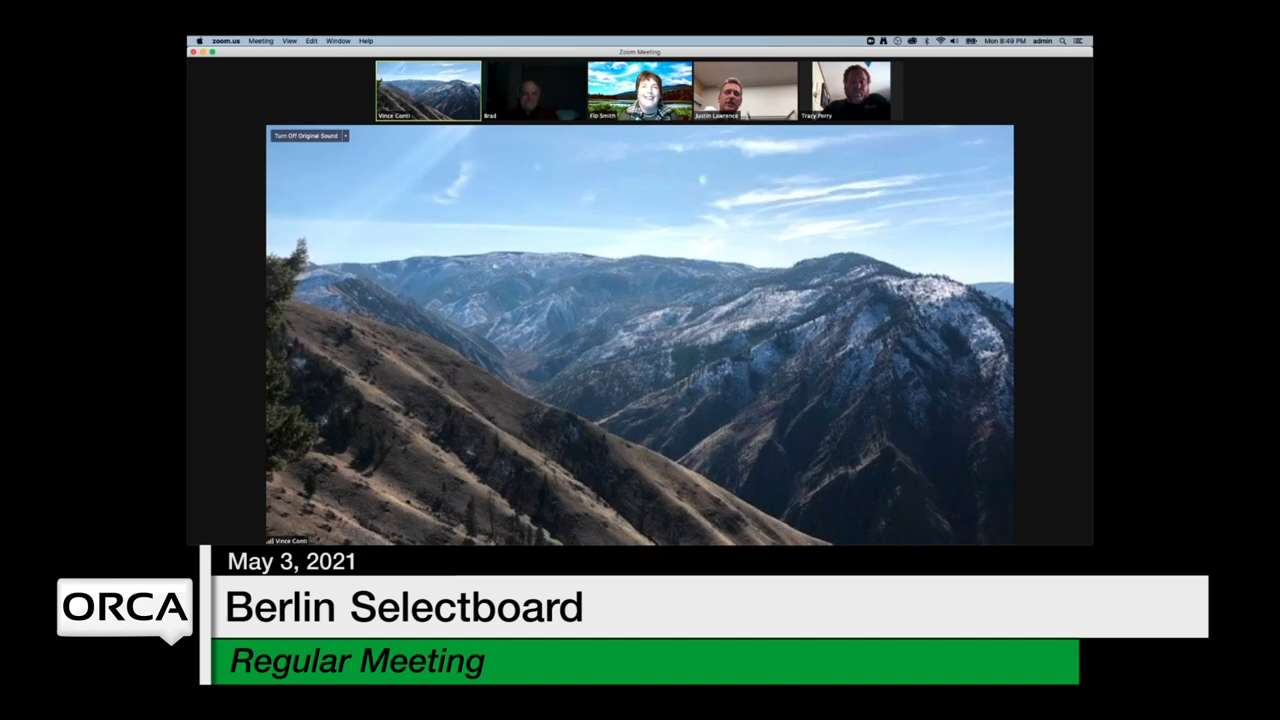 zoom.us Meeting View Edit Window Help Mon 8:49 PM admin
Zoom Meeting
Vince Conti Brad Flo Smith Justin Lawrence Tracy Perry
Turn Off Original Sound
Vince Conti
May 3, 2021
ORCA
Berlin Selectboard
Regular Meeting